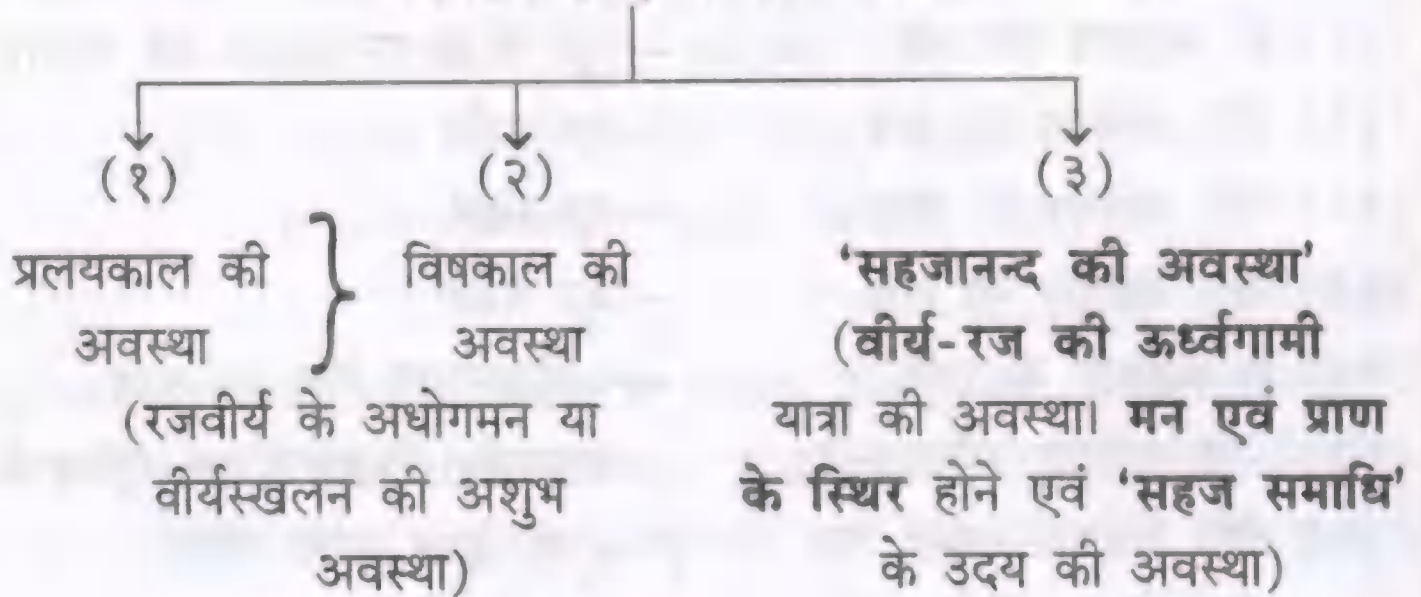 (१)
(२)
(३)
प्रलयकाल की
अवस्था
विषकाल की
अवस्था
(रजवीर्य के अधोगमन या
वीर्यस्खलन की अशुभ
अवस्था)
‘सहजानन्द की अवस्था’
(वीर्य-रज की ऊर्ध्वगामी
यात्रा की अवस्था। मन एवं प्राण
के स्थिर होने एवं ‘सहज समाधि’
के उदय की अवस्था)